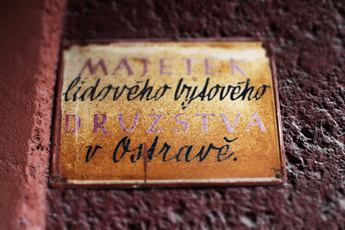 MAJETEK
lidového bytového
DRUŽSTVA
v Ostravě.